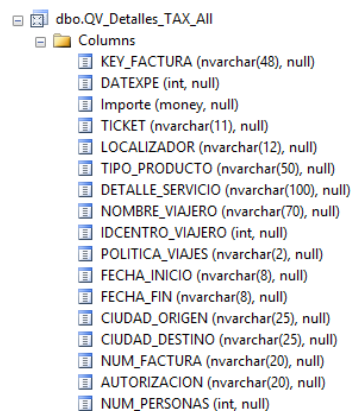 dbo.QV_Detalles_TAX_All
Columns
KEY_FACTURA (nvarchar(48), null)
DATEXPE (int, null)
Importe (money, null)
TICKET (nvarchar(11), null)
LOCALIZADOR (nvarchar(12), null)
TIPO_PRODUCTO (nvarchar(50), null)
DETALLE_SERVICIO (nvarchar(100), null)
NOMBRE_VIAJERO (nvarchar(70), null)
IDCENTRO_VIAJERO (int, null)
POLITICA_VIAJES (nvarchar(2), null)
FECHA_INICIO (nvarchar(8), null)
FECHA_FIN (nvarchar(8), null)
CIUDAD_ORIGEN (nvarchar(25), null)
CIUDAD_DESTINO (nvarchar(25), null)
NUM_FACTURA (nvarchar(20), null)
AUTORIZACION (nvarchar(20), null)
NUM_PERSONAS (int, null)